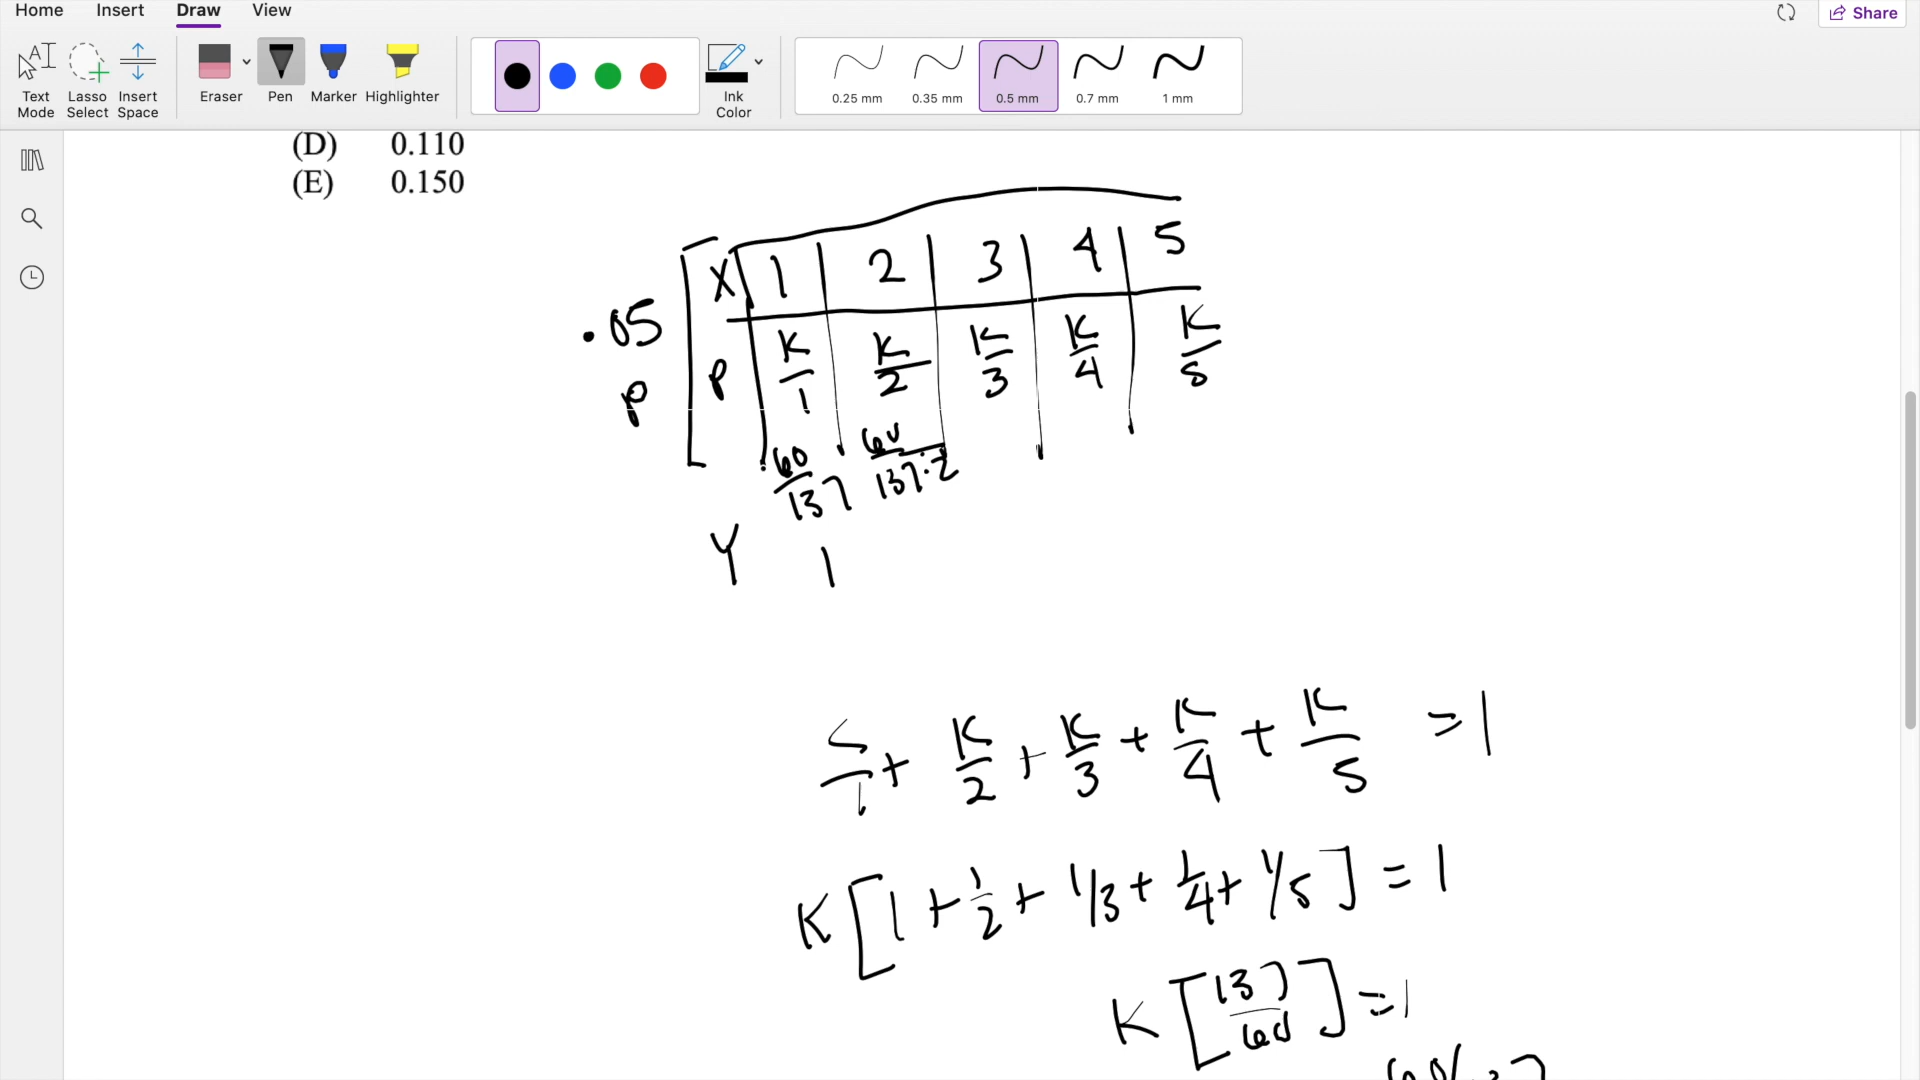 Home Insert Draw View Share
Text Mode Lasso Select Insert Space Eraser Pen Marker Highlighter Ink Color 0.25 mm 0.35 mm 0.5 mm 0.7 mm 1 mm
(D) 0.110
(E) 0.150
X 1 2 3 4 5
.05 P P K/1 K/2 K/3 K/4 K/5
60/137 60/137·2
Y 1
K/1 + K/2 + K/3 + K/4 + K/5 = 1
K[1 + 1/2 + 1/3 + 1/4 + 1/5] = 1
K[137/60] = 1